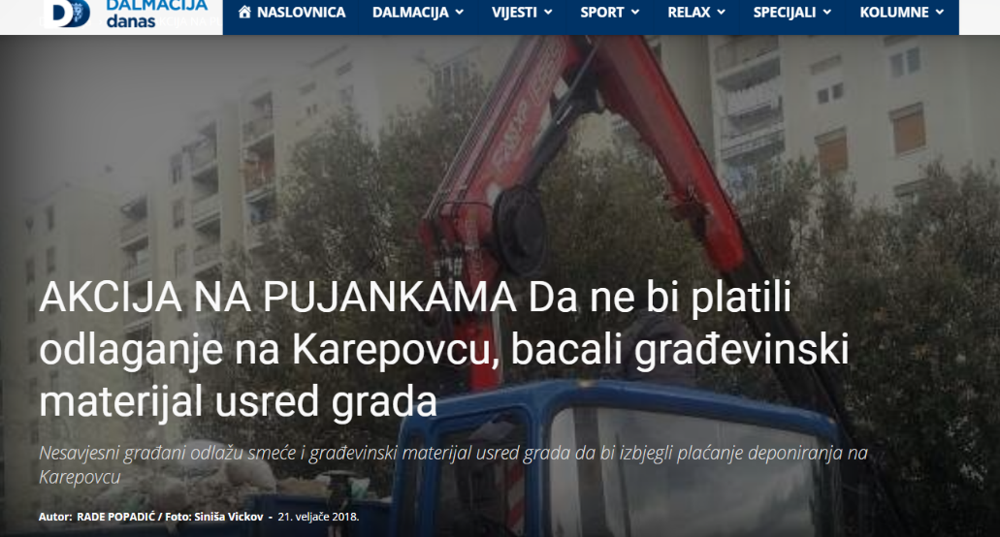 DALMACIJA
danas
NASLOVNICA DALMACIJA VIJESTI SPORT RELAX SPECIJALI KOLUMNE
AKCIJA NA PUJANKAMA Da ne bi platili
odlaganje na Karepovcu, bacali građevinski
materijal usred grada
Nesavjesni građani odlažu smeće i građevinski materijal usred grada da bi izbjegli plaćanje deponiranja na
Karepovcu
Autor: RADE POPADIĆ / Foto: Siniša Vickov - 21. veljače 2018.